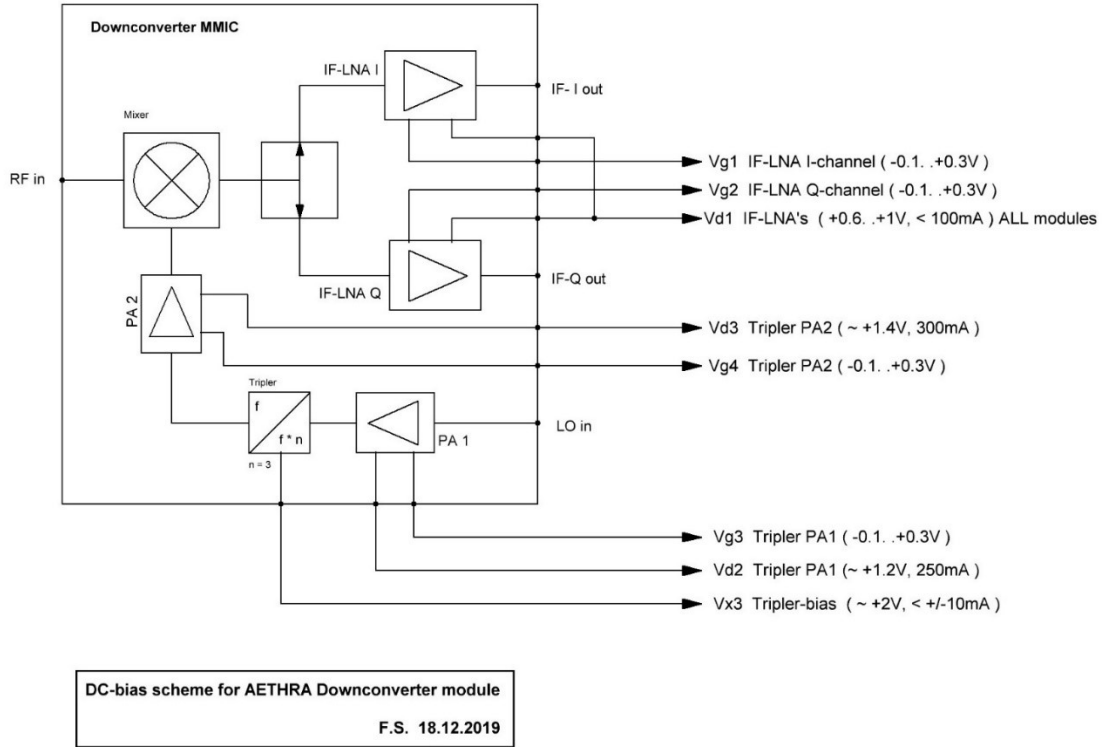 Downconverter MMIC
IF-LNA I
IF- I out
Mixer
Vg1 IF-LNA I-channel ( -0.1. .+0.3V )
RF in
Vg2 IF-LNA Q-channel ( -0.1. .+0.3V )
Vd1 IF-LNA's ( +0.6. .+1V, < 100mA ) ALL modules
IF-Q out
IF-LNA Q
PA 2
Vd3 Tripler PA2 ( ~ +1.4V, 300mA )
Vg4 Tripler PA2 ( -0.1. .+0.3V )
Tripler
f
f * n
n = 3
PA 1
LO in
Vg3 Tripler PA1 ( -0.1. .+0.3V )
Vd2 Tripler PA1 (~ +1.2V, 250mA )
Vx3 Tripler-bias ( ~ +2V, < +/-10mA )
DC-bias scheme for AETHRA Downconverter module
F.S. 18.12.2019